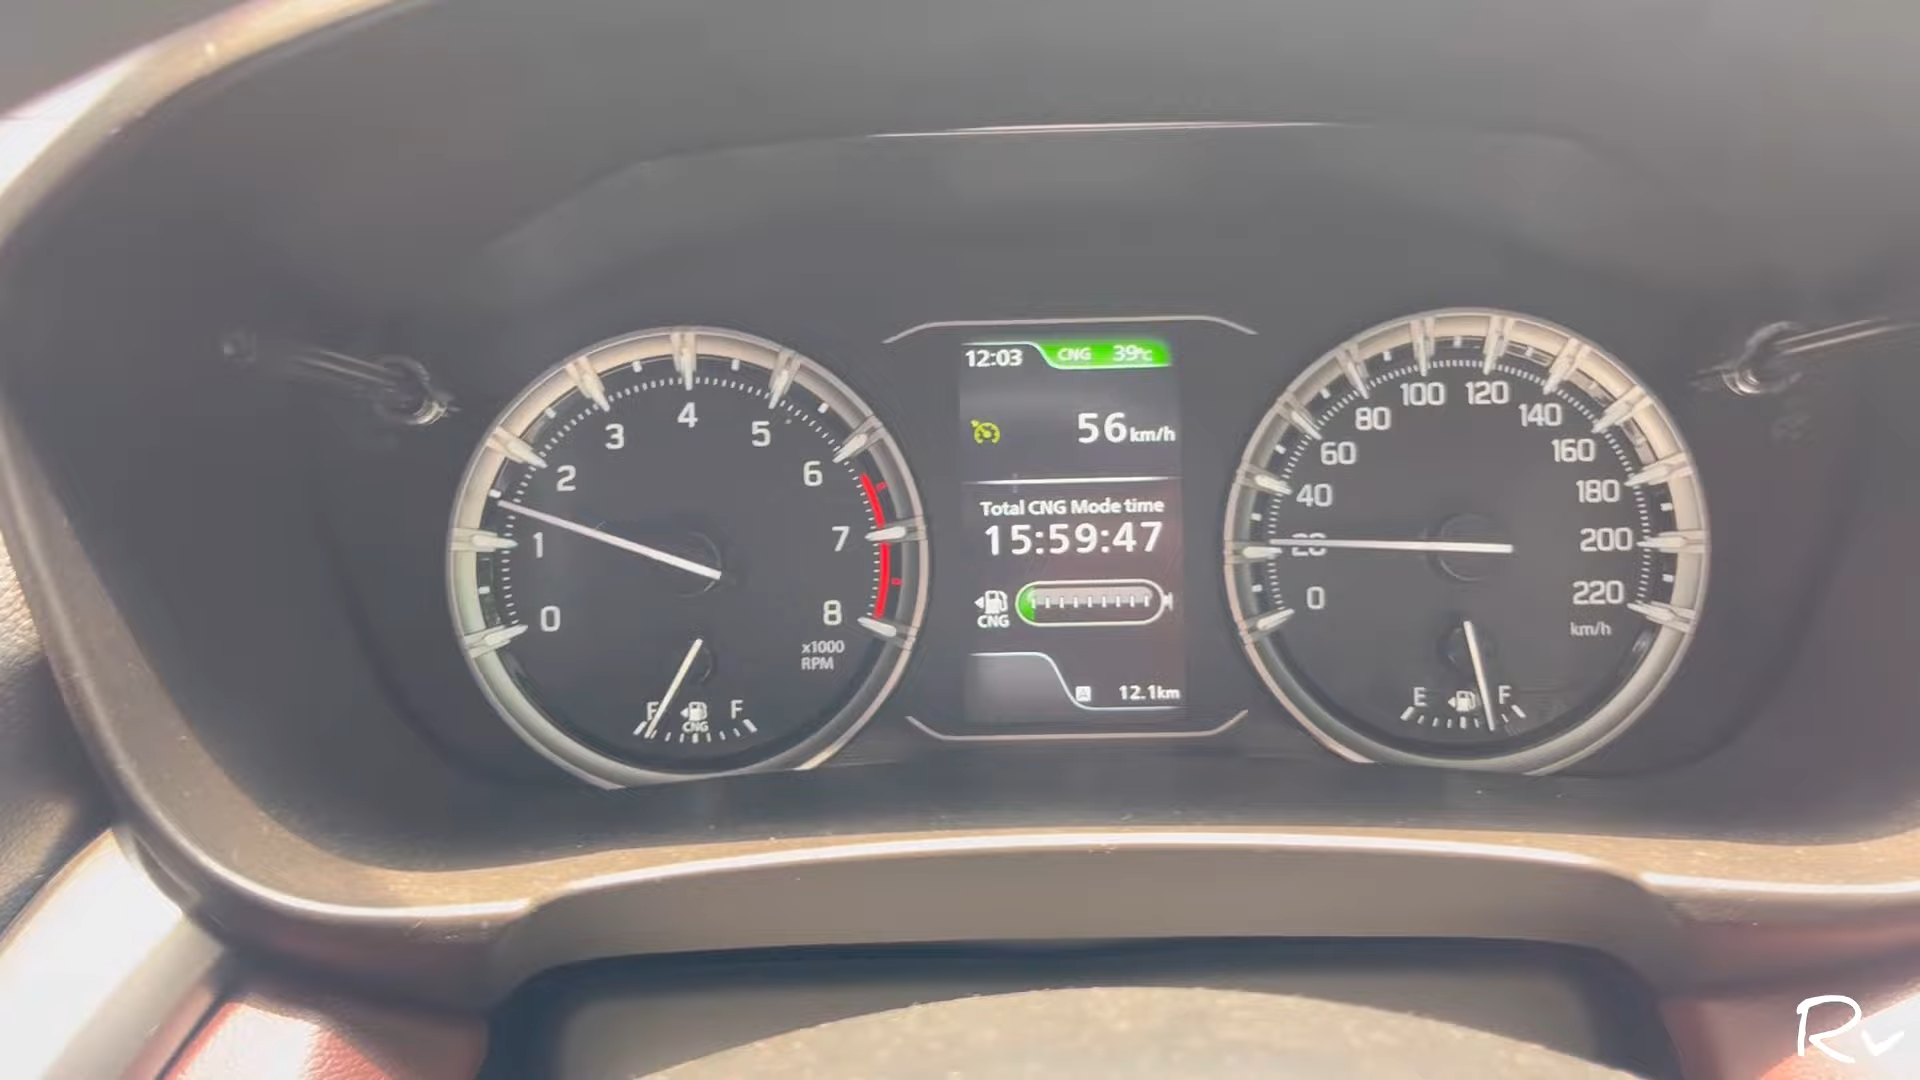 0
1
2
3
4
5
6
7
8
x1000
RPM
F
CNG
12:03 CNG 39°C
56 km/h
Total CNG Mode time
15:59:47
CNG
A 12.1km
0
20
40
60
80
100
120
140
160
180
200
220
km/h
E F
Rv